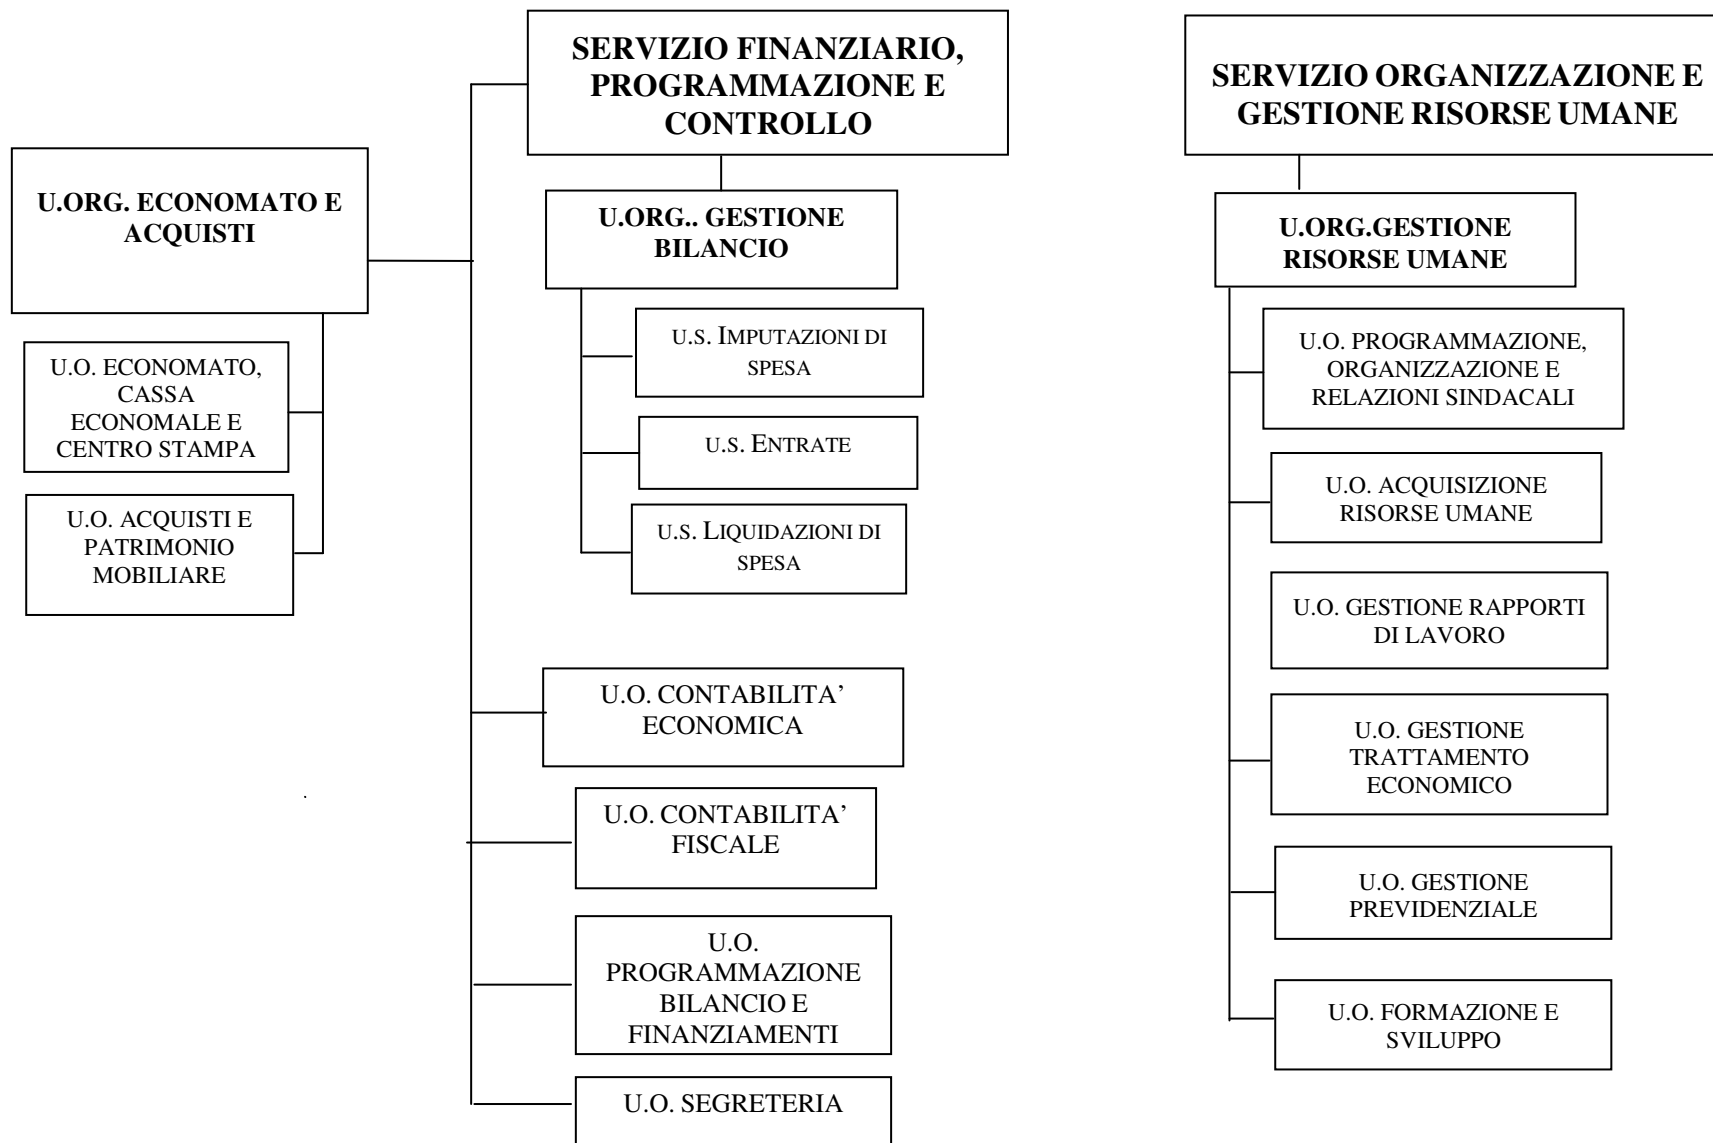 SERVIZIO FINANZIARIO,
PROGRAMMAZIONE E
CONTROLLO
SERVIZIO ORGANIZZAZIONE E
GESTIONE RISORSE UMANE
U.ORG. ECONOMATO E
ACQUISTI
U.ORG.. GESTIONE
BILANCIO
U.ORG.GESTIONE
RISORSE UMANE
U.O. ECONOMATO,
CASSA
ECONOMALE E
CENTRO STAMPA
U.O. ACQUISTI E
PATRIMONIO
MOBILIARE
U.S. IMPUTAZIONI DI
SPESA
U.S. ENTRATE
U.S. LIQUIDAZIONI DI
SPESA
U.O. CONTABILITA’
ECONOMICA
U.O. CONTABILITA’
FISCALE
U.O.
PROGRAMMAZIONE
BILANCIO E
FINANZIAMENTI
U.O. SEGRETERIA
U.O. PROGRAMMAZIONE,
ORGANIZZAZIONE E
RELAZIONI SINDACALI
U.O. ACQUISIZIONE
RISORSE UMANE
U.O. GESTIONE RAPPORTI
DI LAVORO
U.O. GESTIONE
TRATTAMENTO
ECONOMICO
U.O. GESTIONE
PREVIDENZIALE
U.O. FORMAZIONE E
SVILUPPO